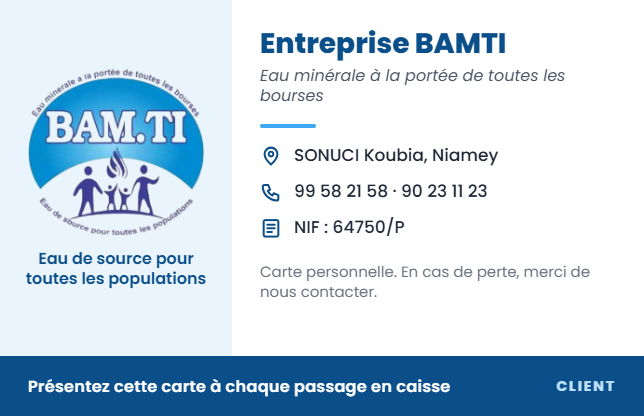 Eau minerale a la portée de toutes les bourses
BAM.TI
Eau de source pour toutes les populations
Eau de source pour
toutes les populations
Entreprise BAMTI
Eau minérale à la portée de toutes les
bourses
SONUCI Koubia, Niamey
99 58 21 58 · 90 23 11 23
NIF : 64750/P
Carte personnelle. En cas de perte, merci de
nous contacter.
Présentez cette carte à chaque passage en caisse
CLIENT